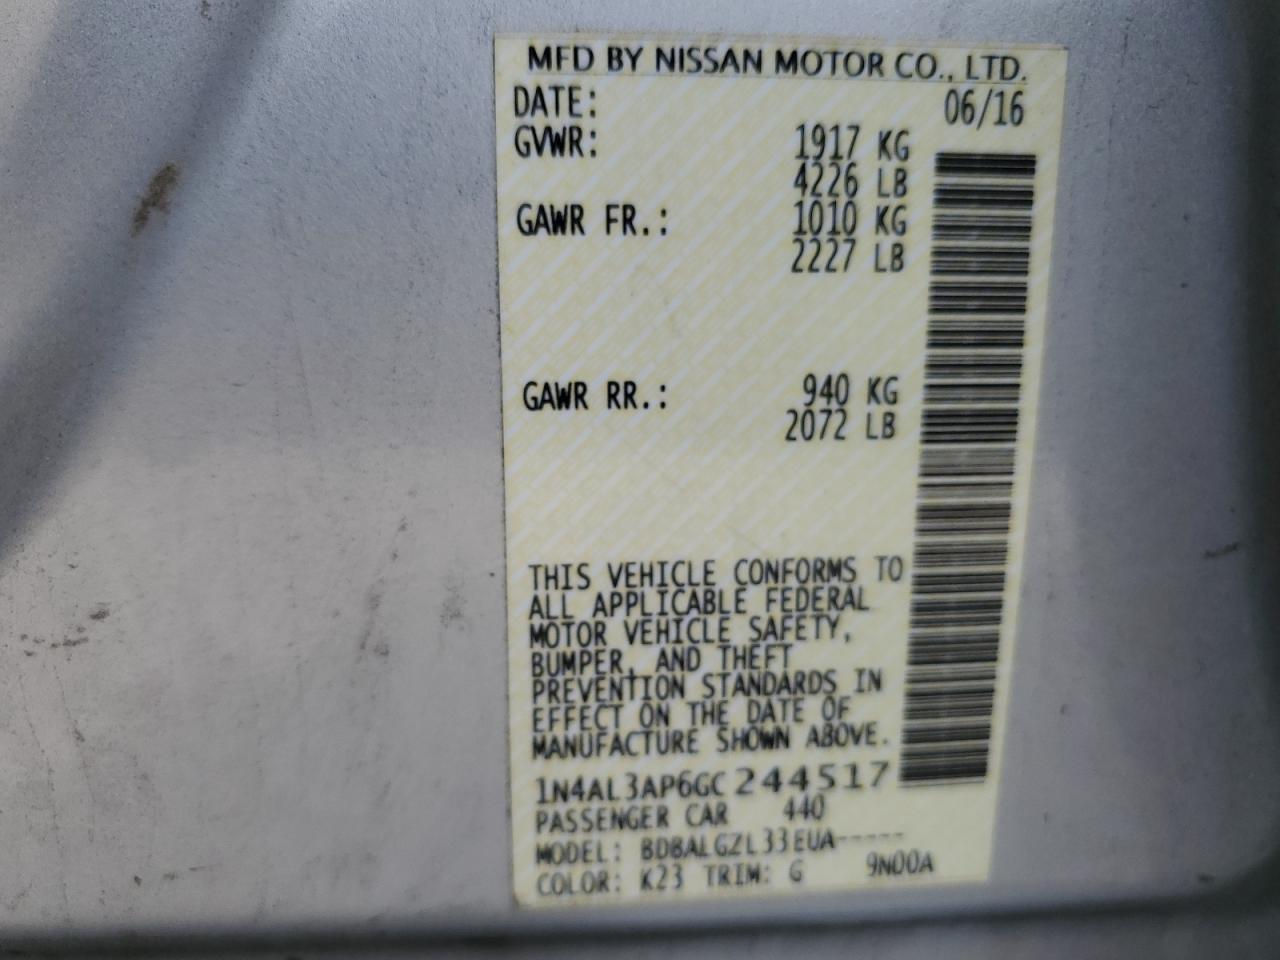 MFD BY NISSAN MOTOR CO., LTD.
DATE: 06/16
GVWR: 1917 KG
4226 LB
GAWR FR.: 1010 KG
2227 LB
GAWR RR.: 940 KG
2072 LB
THIS VEHICLE CONFORMS TO
ALL APPLICABLE FEDERAL
MOTOR VEHICLE SAFETY,
BUMPER, AND THEFT
PREVENTION STANDARDS IN
EFFECT ON THE DATE OF
MANUFACTURE SHOWN ABOVE.
1N4AL3AP6GC244517
PASSENGER CAR 440
MODEL: BDBALGZL33EUA-----
COLOR: K23 TRIM: G 9N00A